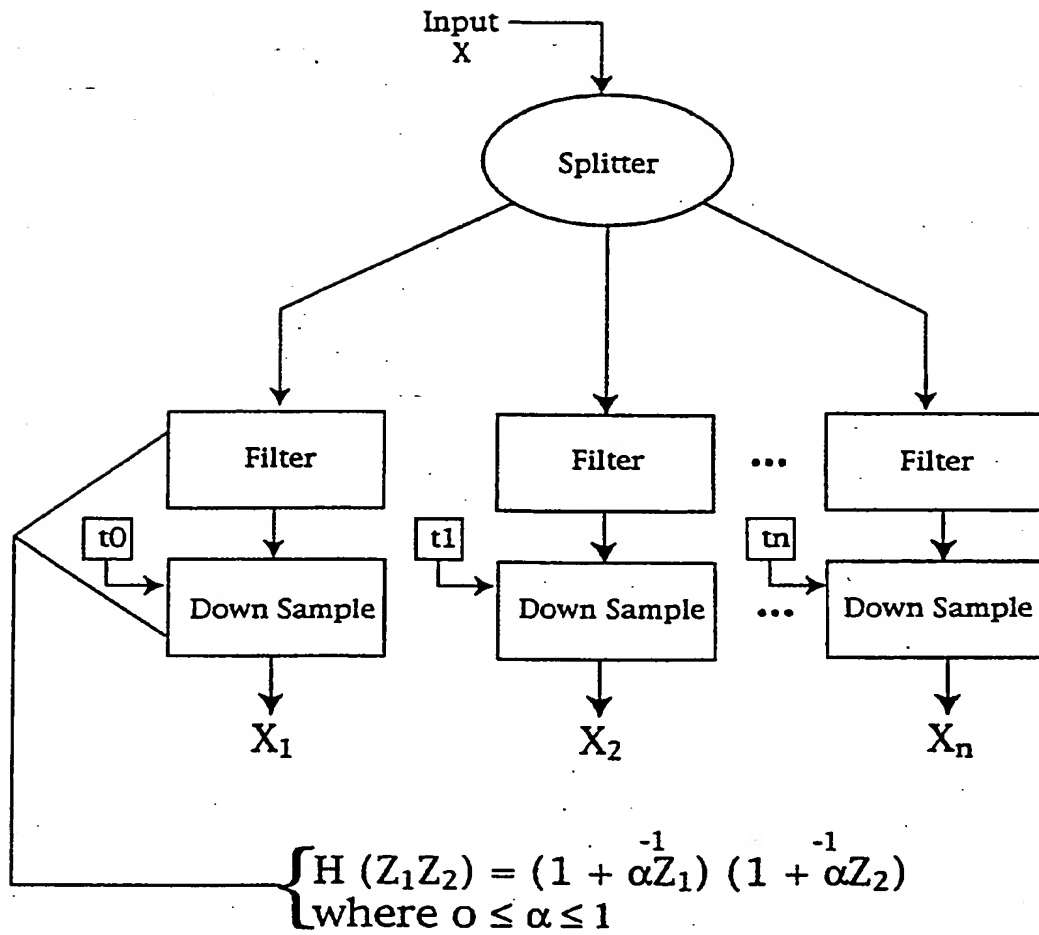 Input
X
Splitter
Filter
Filter
...
Filter
t0
t1
tn
Down Sample
Down Sample
...
Down Sample
X₁
X₂
Xₙ
H (Z₁Z₂) = (1 + αZ₁⁻¹) (1 + αZ₂⁻¹)
where o ≤ α ≤ 1